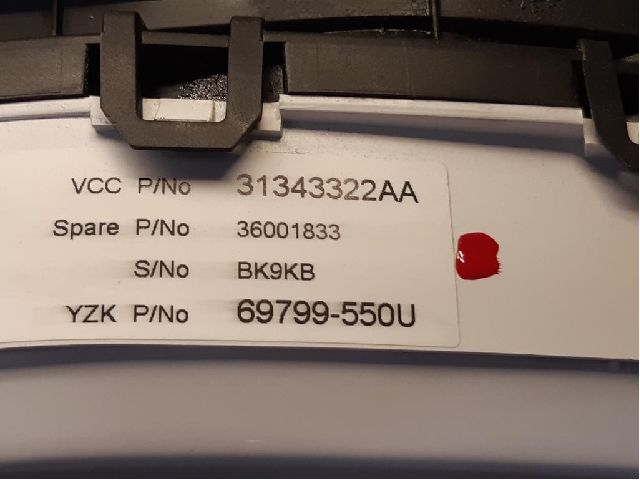 VCC P/No 31343322AA
Spare P/No 36001833
S/No BK9KB
YZK P/No 69799-550U